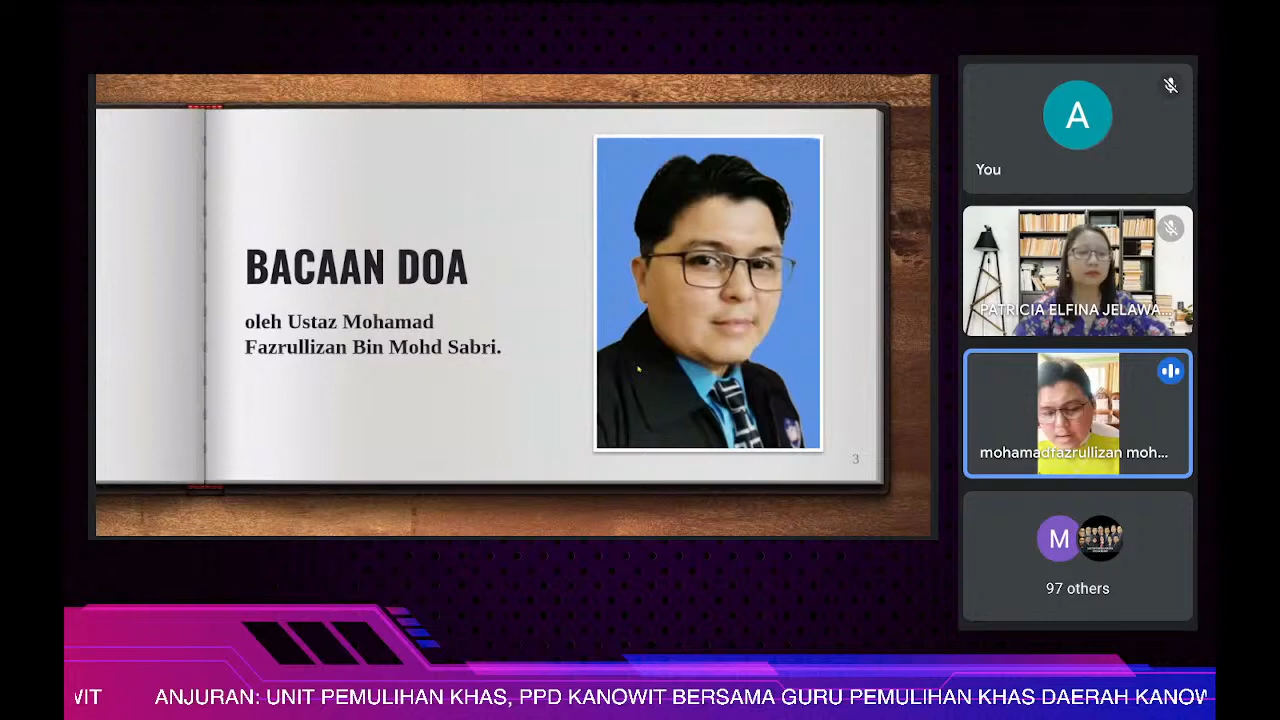 BACAAN DOA
oleh Ustaz Mohamad
Fazrullizan Bin Mohd Sabri.
3
A
You
PATRICIA ELFINA JELAWA...
mohamadfazrullizan moh...
M
97 others
WIT ANJURAN: UNIT PEMULIHAN KHAS, PPD KANOWIT BERSAMA GURU PEMULIHAN KHAS DAERAH KANOW